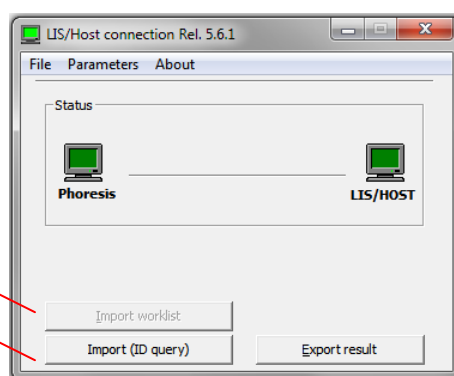 LIS/Host connection Rel. 5.6.1
File Parameters About
Status
Phoresis LIS/HOST
Import worklist
Import (ID query) Export result